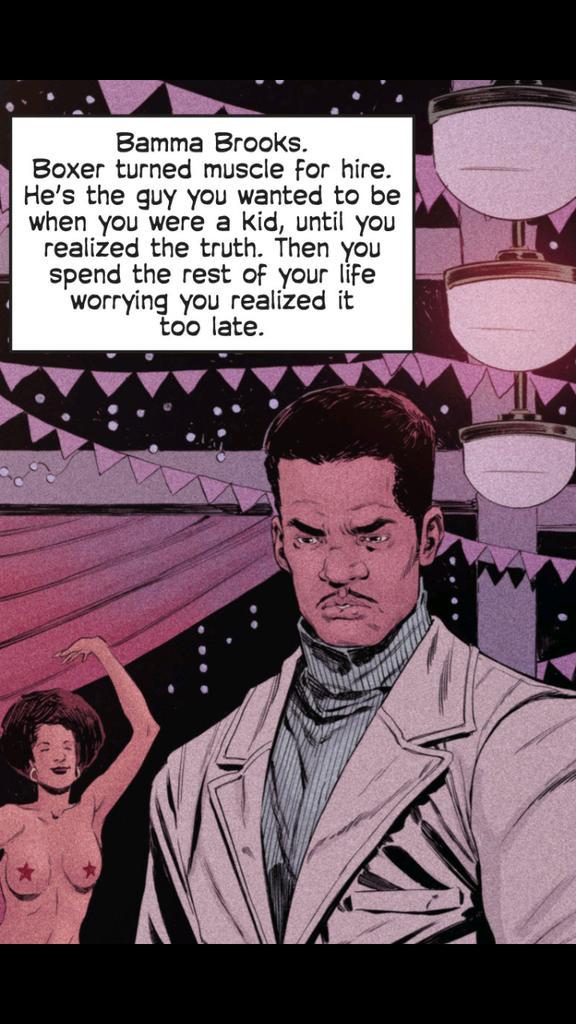 Bamma Brooks.
Boxer turned muscle for hire.
He's the guy you wanted to be
when you were a kid, until you
realized the truth. Then you
spend the rest of your life
worrying you realized it
too late.